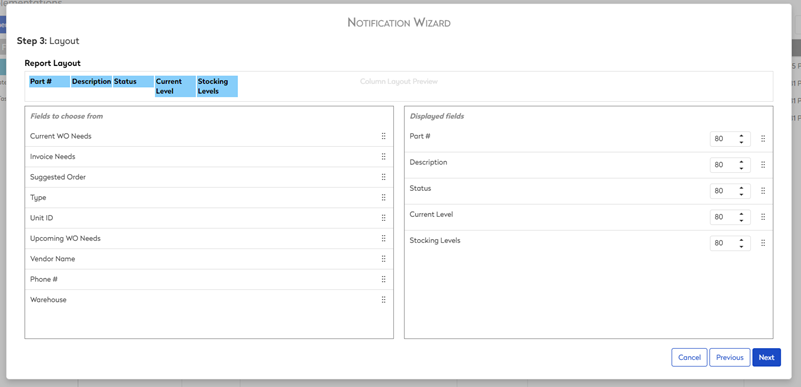 NOTIFICATION WIZARD
Step 3: Layout
Report Layout
Part # Description Status Current Level Stocking Levels
Column Layout Preview
Fields to choose from
Current WO Needs
Invoice Needs
Suggested Order
Type
Unit ID
Upcoming WO Needs
Vendor Name
Phone #
Warehouse
Displayed fields
Part # 80
Description 80
Status 80
Current Level 80
Stocking Levels 80
Cancel Previous Next